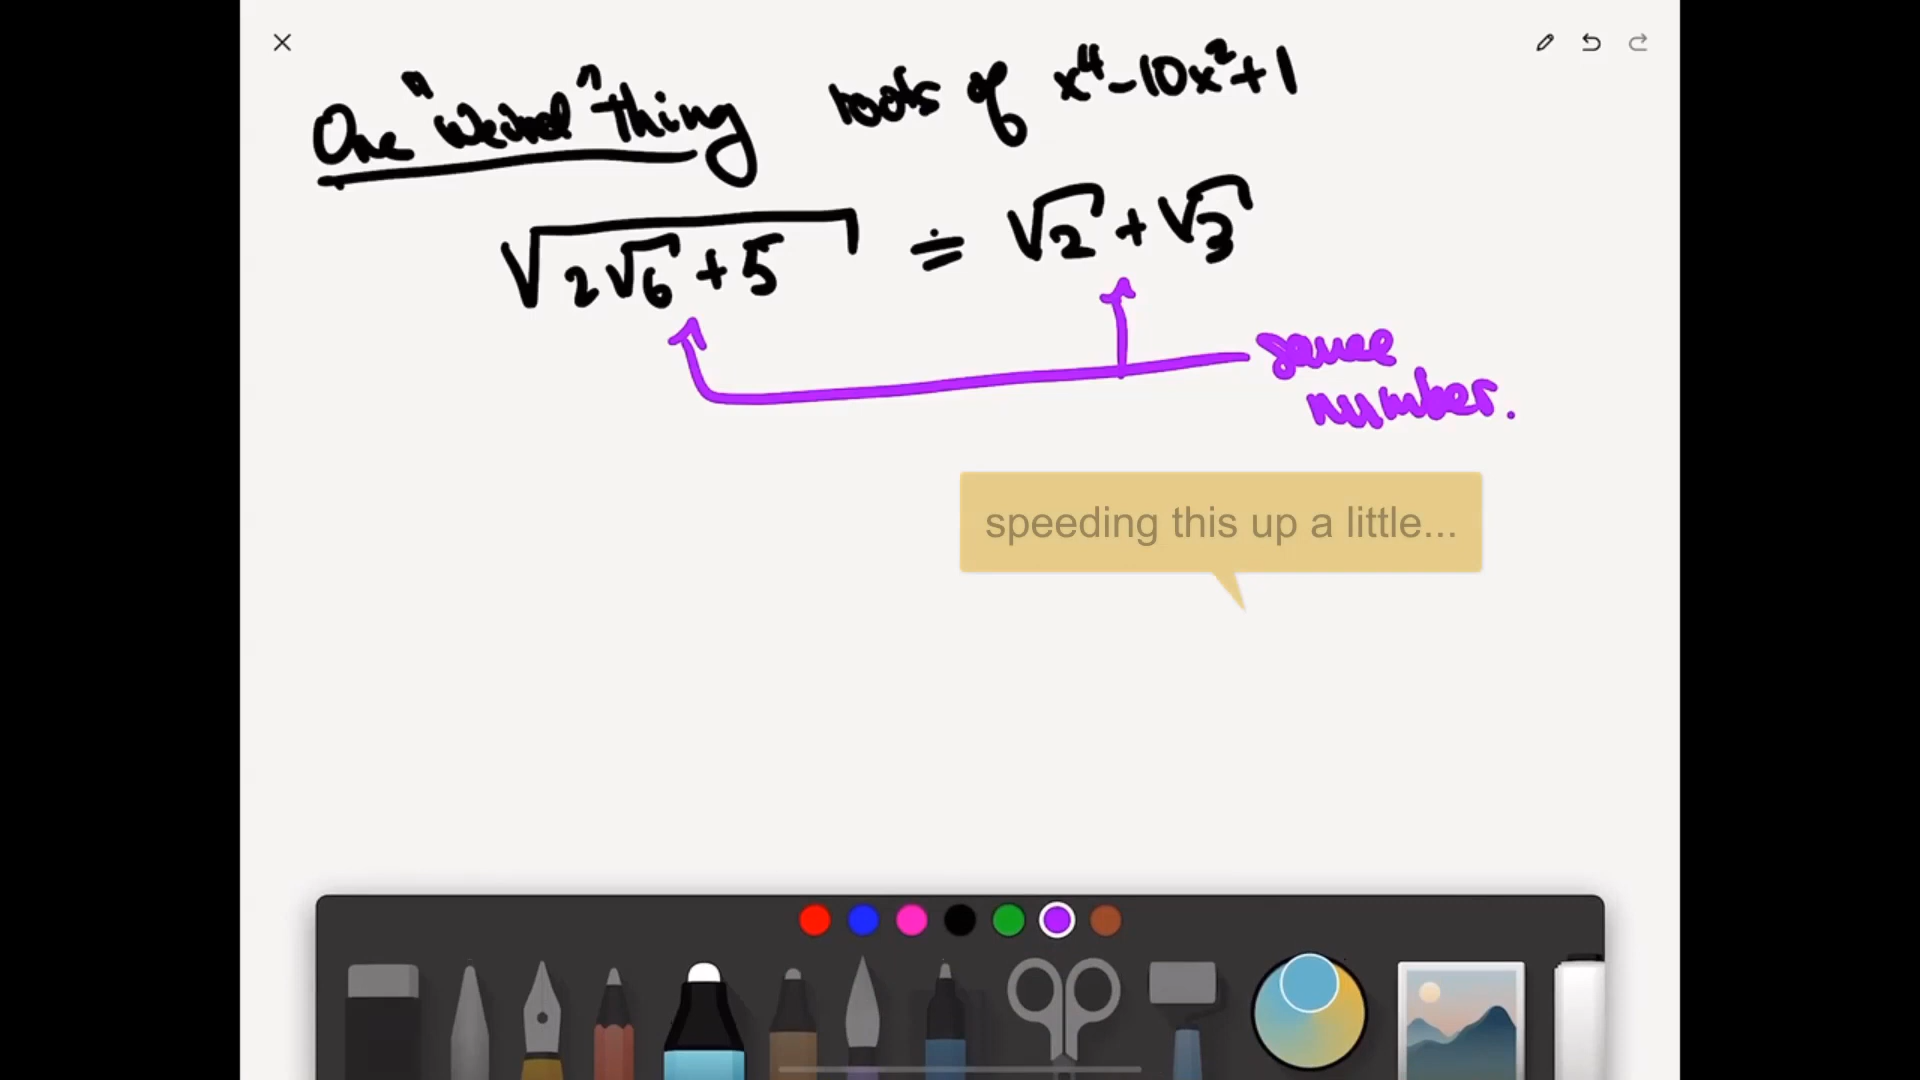 One "weird" thing roots of x⁴-10x²+1
√(2√6+5) ≟ √2+√3
same
number.
speeding this up a little...